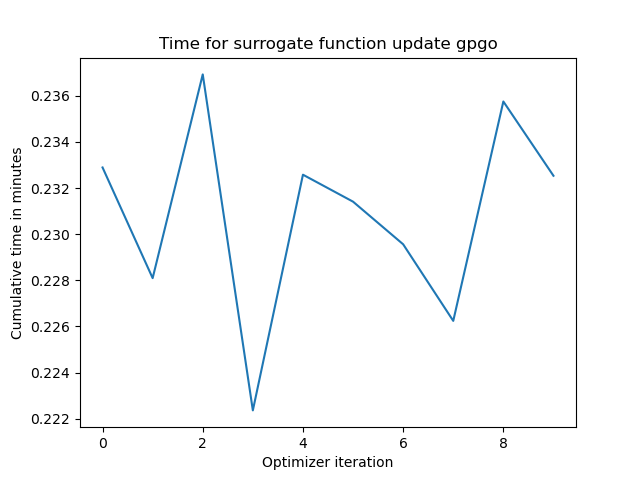 Time for surrogate function update gpgo
Cumulative time in minutes
0.236
0.234
0.232
0.230
0.228
0.226
0.224
0.222
0 2 4 6 8
Optimizer iteration